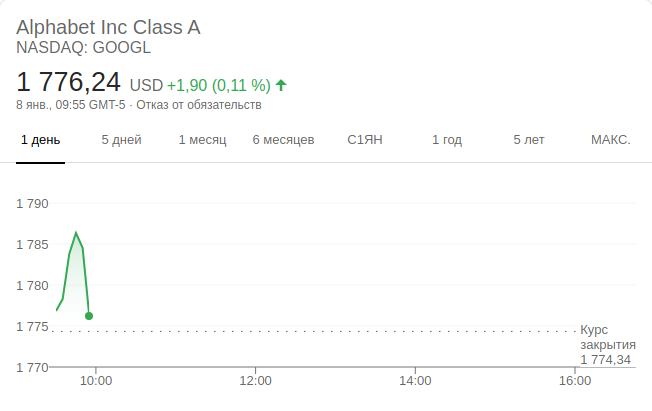 Alphabet Inc Class A
NASDAQ: GOOGL
1 776,24 USD +1,90 (0,11 %) ↑
8 янв., 09:55 GMT-5 · Отказ от обязательств
1 день 5 дней 1 месяц 6 месяцев С1ЯН 1 год 5 лет МАКС.
1 790
1 785
1 780
1 775
1 770
Курс
закрытия
1 774,34
10:00 12:00 14:00 16:00